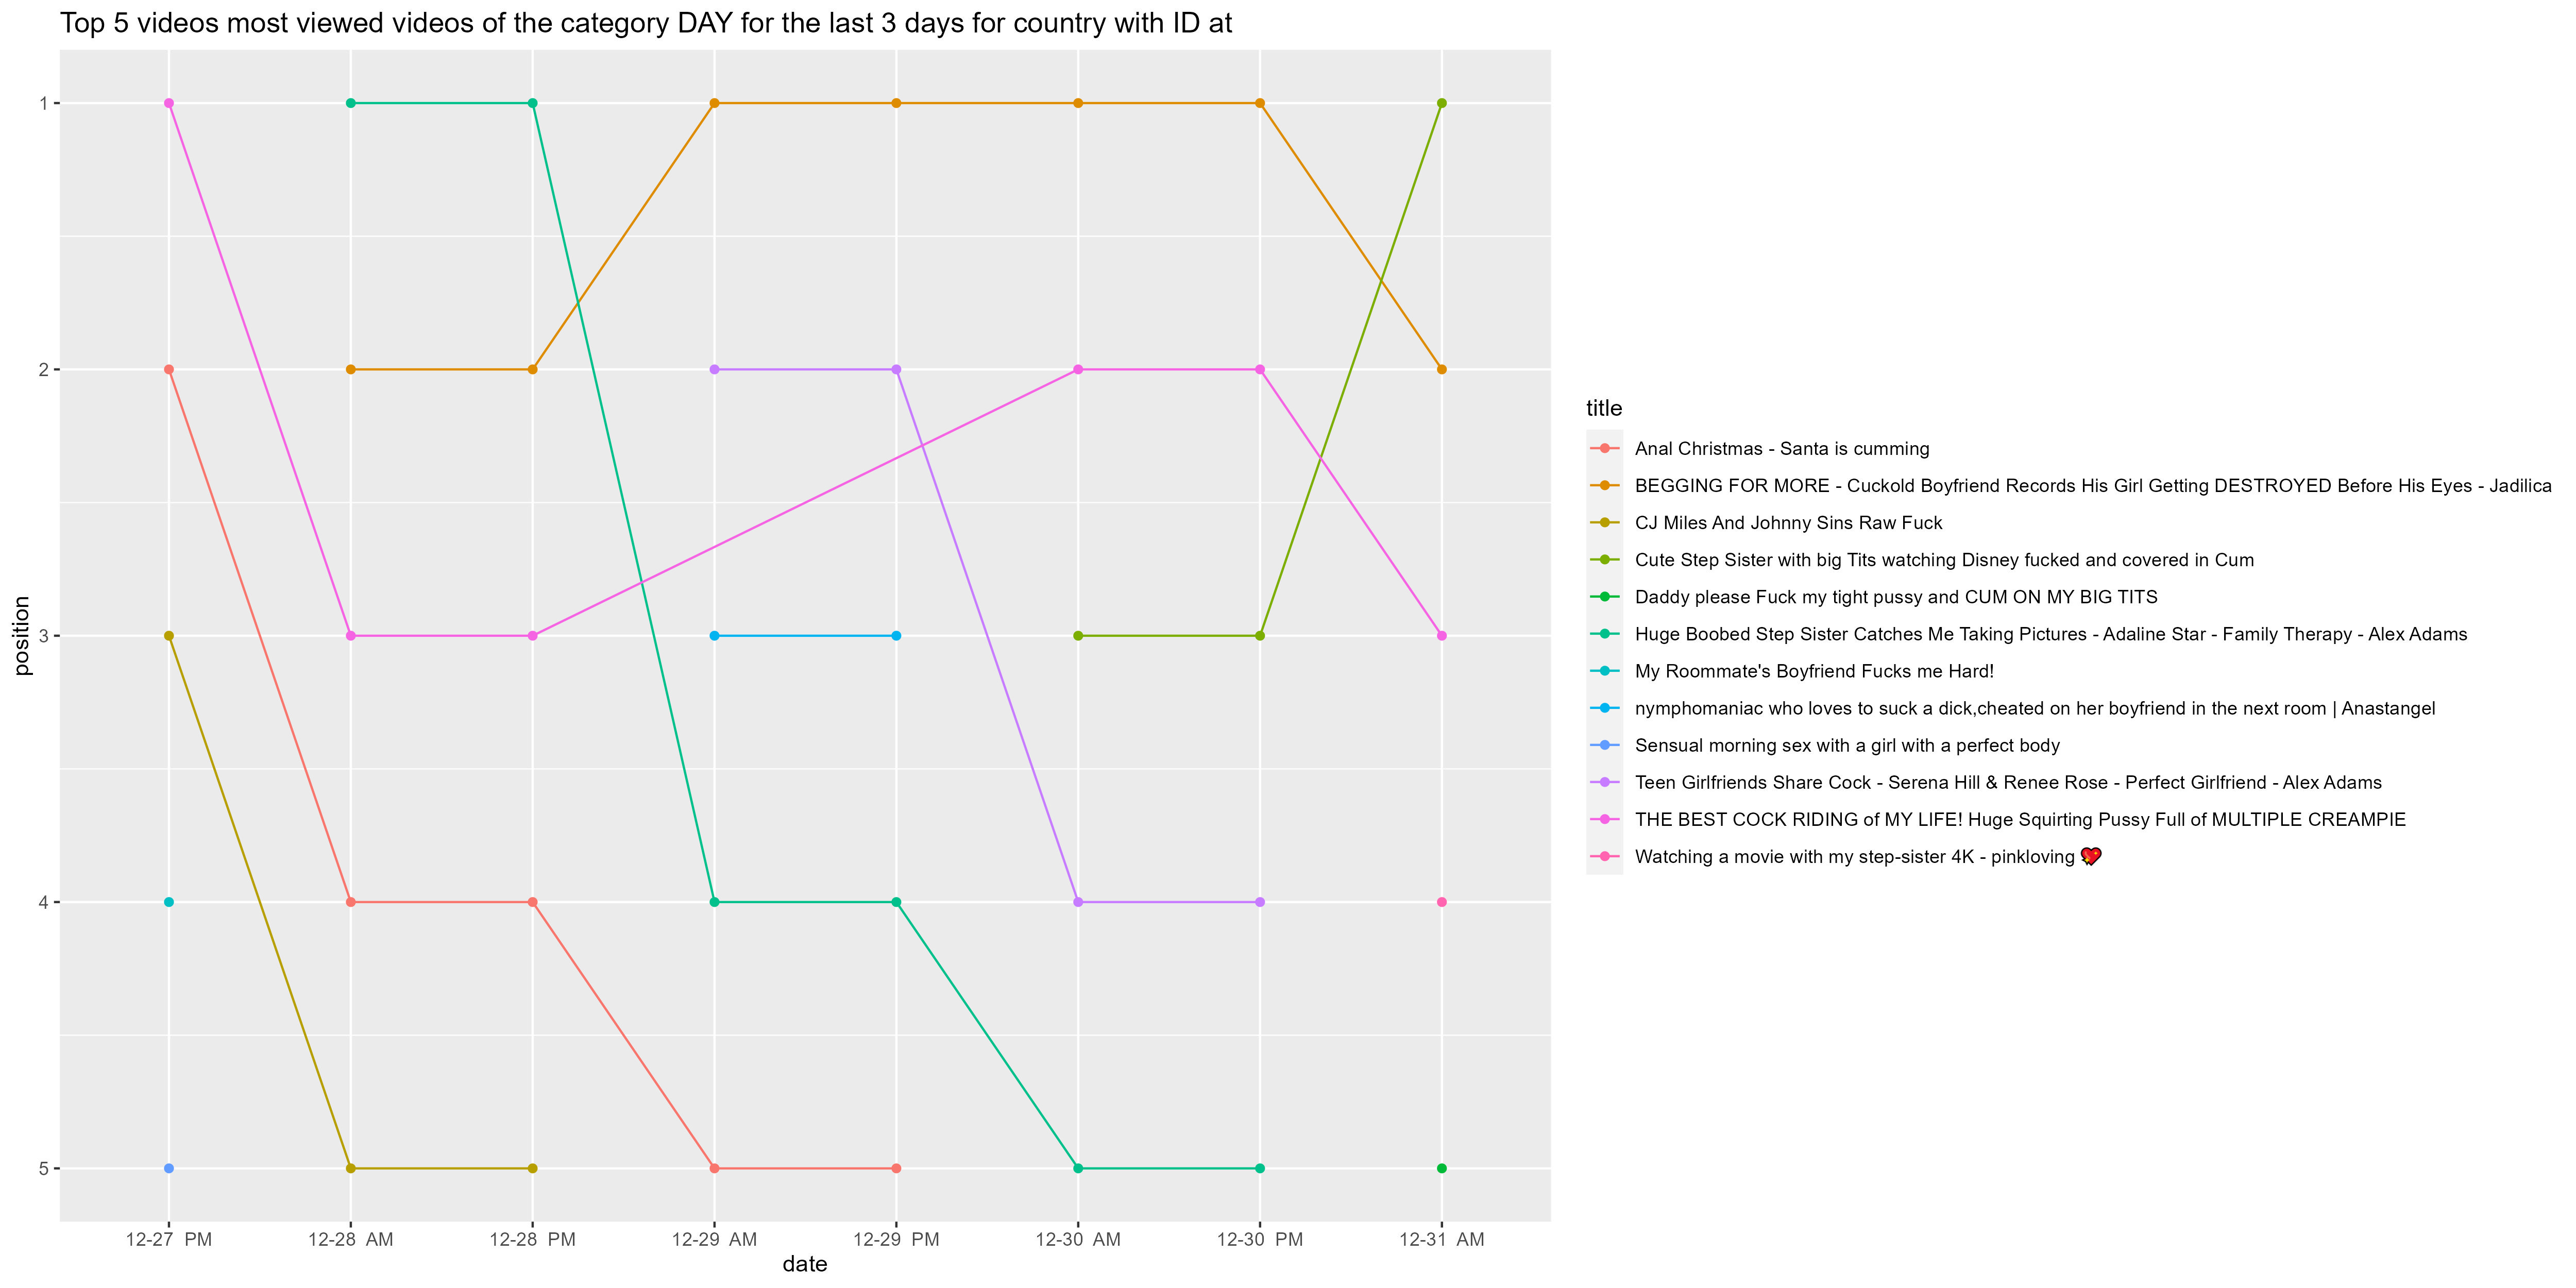 Top 5 videos most viewed videos of the category DAY for the last 3 days for country with ID at
position
1
2
3
4
5
12-27 PM
12-28 AM
12-28 PM
12-29 AM
12-29 PM
12-30 AM
12-30 PM
12-31 AM
date
title
Anal Christmas - Santa is cumming
BEGGING FOR MORE - Cuckold Boyfriend Records His Girl Getting DESTROYED Before His Eyes - Jadilica
CJ Miles And Johnny Sins Raw Fuck
Cute Step Sister with big Tits watching Disney fucked and covered in Cum
Daddy please Fuck my tight pussy and CUM ON MY BIG TITS
Huge Boobed Step Sister Catches Me Taking Pictures - Adaline Star - Family Therapy - Alex Adams
My Roommate's Boyfriend Fucks me Hard!
nymphomaniac who loves to suck a dick,cheated on her boyfriend in the next room | Anastangel
Sensual morning sex with a girl with a perfect body
Teen Girlfriends Share Cock - Serena Hill & Renee Rose - Perfect Girlfriend - Alex Adams
THE BEST COCK RIDING of MY LIFE! Huge Squirting Pussy Full of MULTIPLE CREAMPIE
Watching a movie with my step-sister 4K - pinkloving 💖